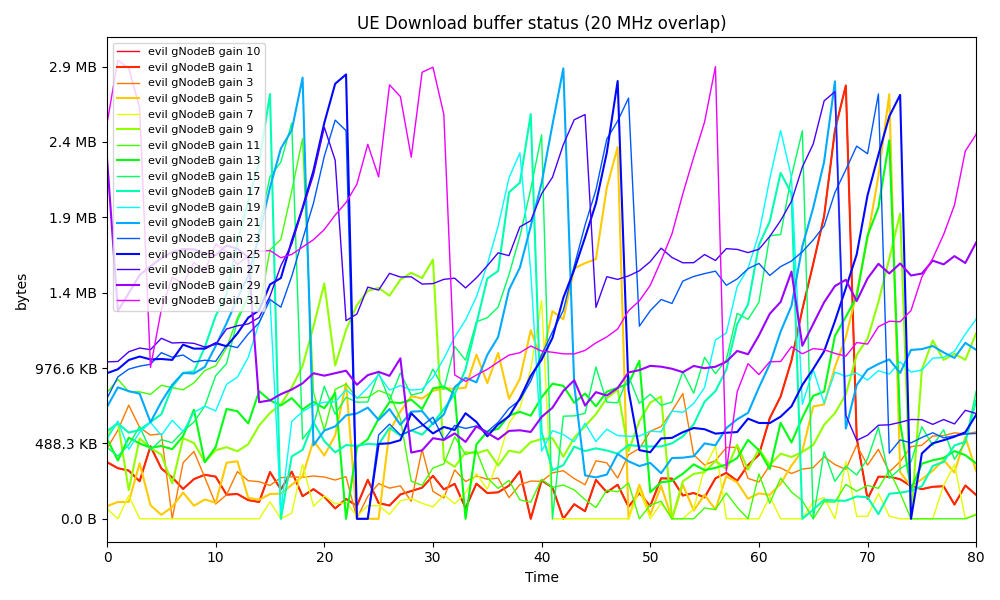 UE Download buffer status (20 MHz overlap)
evil gNodeB gain 10
evil gNodeB gain 1
evil gNodeB gain 3
evil gNodeB gain 5
evil gNodeB gain 7
evil gNodeB gain 9
evil gNodeB gain 11
evil gNodeB gain 13
evil gNodeB gain 15
evil gNodeB gain 17
evil gNodeB gain 19
evil gNodeB gain 21
evil gNodeB gain 23
evil gNodeB gain 25
evil gNodeB gain 27
evil gNodeB gain 29
evil gNodeB gain 31
2.9 MB
2.4 MB
1.9 MB
1.4 MB
976.6 KB
488.3 KB
0.0 B
bytes
0 10 20 30 40 50 60 70 80
Time